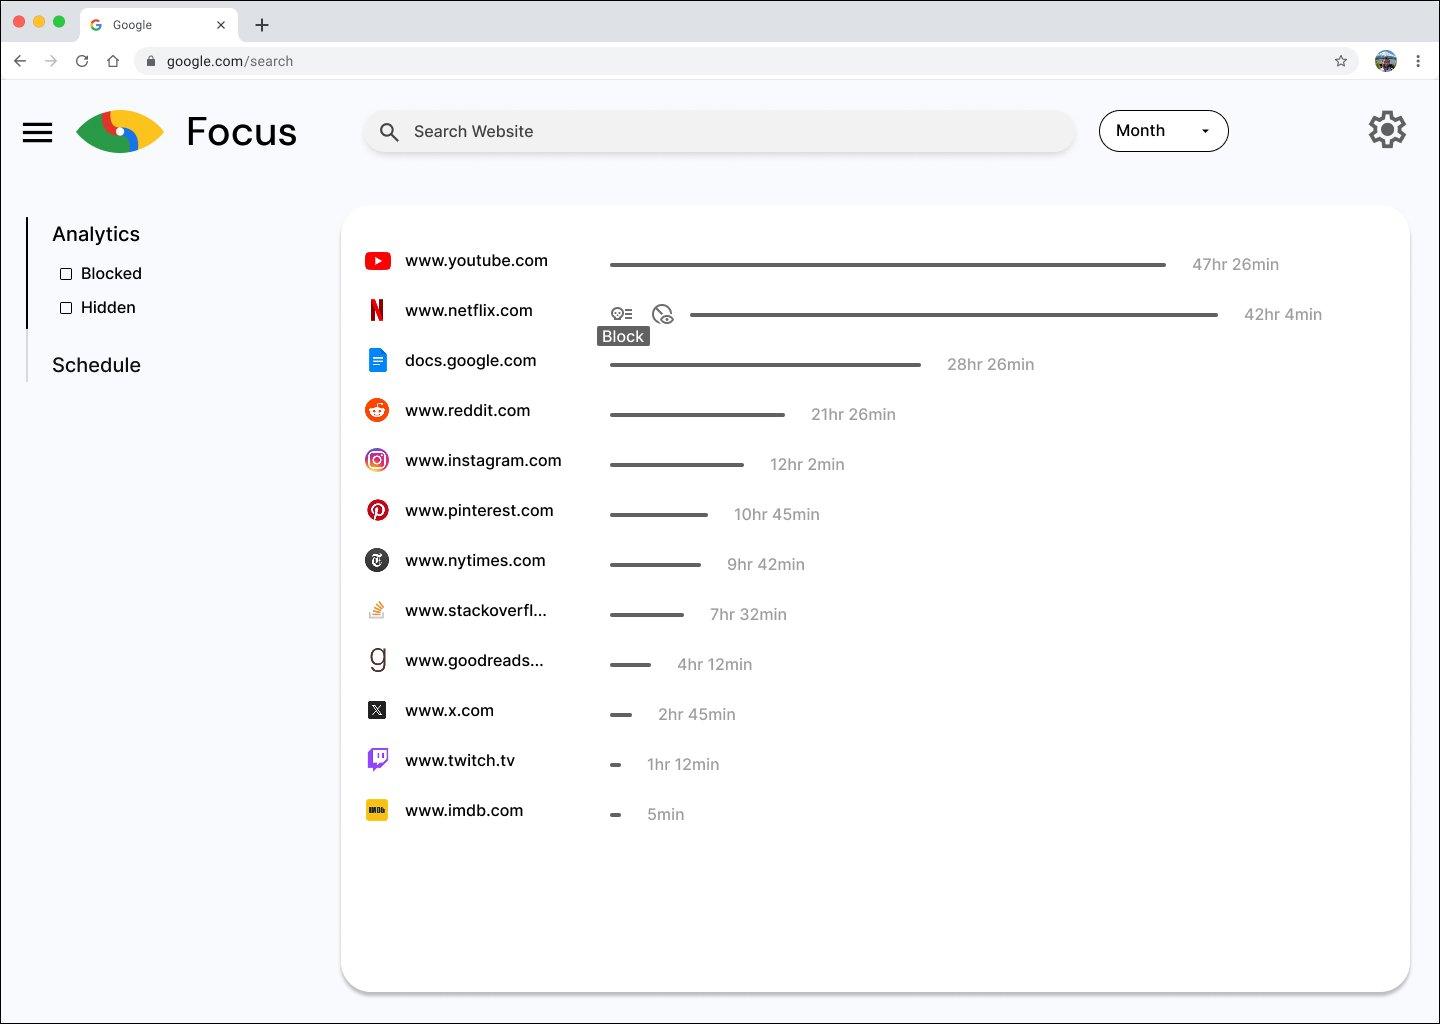 Google
google.com/search
Focus
Search Website
Month
Analytics
Blocked
Hidden
Schedule
www.youtube.com 47hr 26min
www.netflix.com 42hr 4min
Block
docs.google.com 28hr 26min
www.reddit.com 21hr 26min
www.instagram.com 12hr 2min
www.pinterest.com 10hr 45min
www.nytimes.com 9hr 42min
www.stackoverfl... 7hr 32min
www.goodreads... 4hr 12min
www.x.com 2hr 45min
www.twitch.tv 1hr 12min
IMDb www.imdb.com 5min